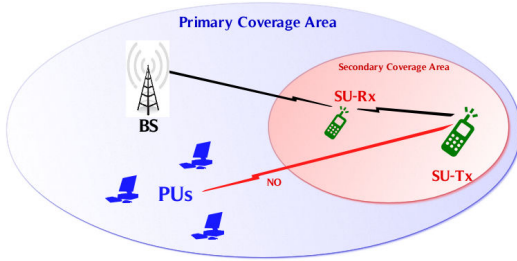 Primary Coverage Area
Secondary Coverage Area
SU-Rx
BS
SU-Tx
NO
PUs